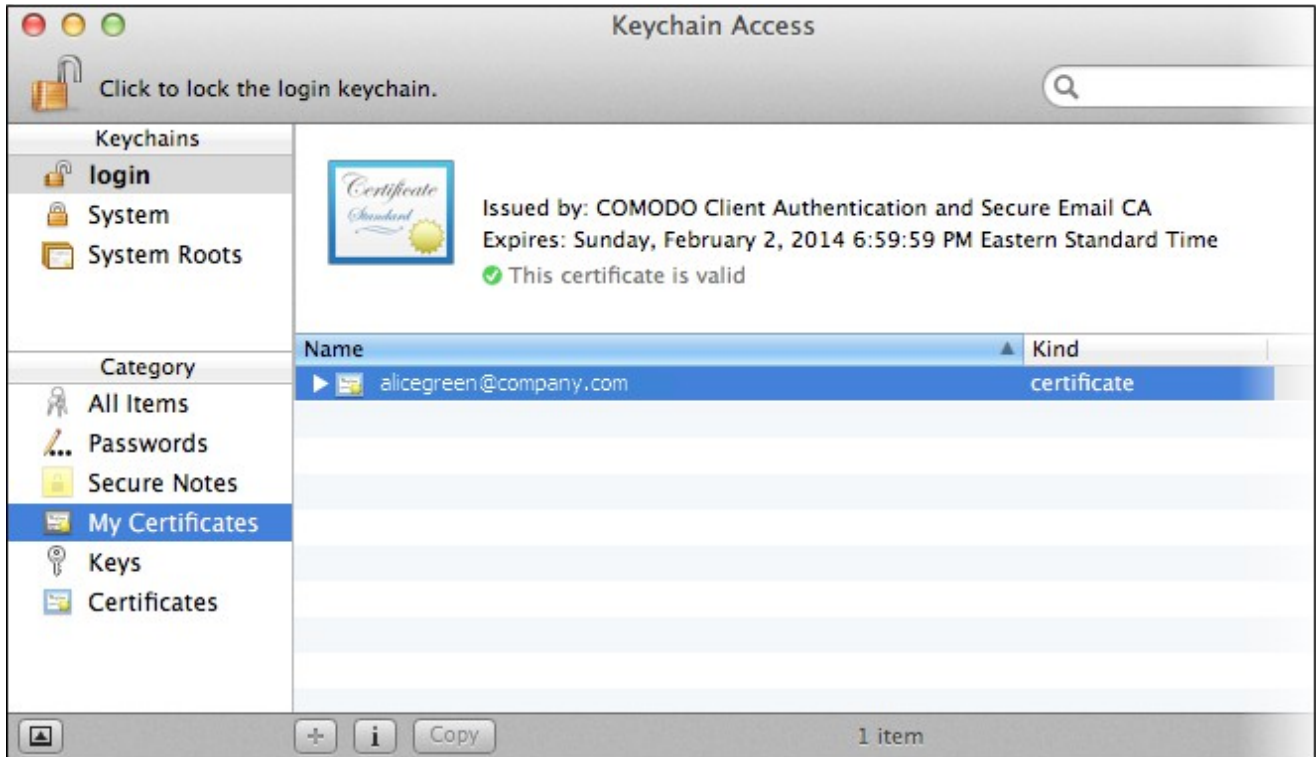 Keychain Access
Click to lock the login keychain.
Keychains
login
System
System Roots
Certificate
Standard
Issued by: COMODO Client Authentication and Secure Email CA
Expires: Sunday, February 2, 2014 6:59:59 PM Eastern Standard Time
This certificate is valid
Name
Kind
alicegreen@company.com
certificate
Category
All Items
Passwords
Secure Notes
My Certificates
Keys
Certificates
+
i
Copy
1 item